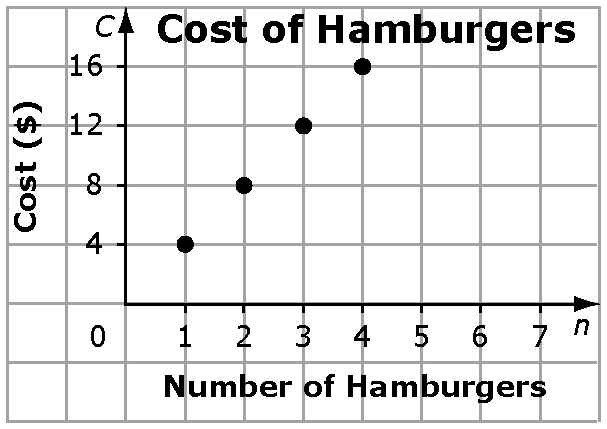 C
Cost of Hamburgers
16
12
8
4
Cost ($)
0 1 2 3 4 5 6 7 n
Number of Hamburgers